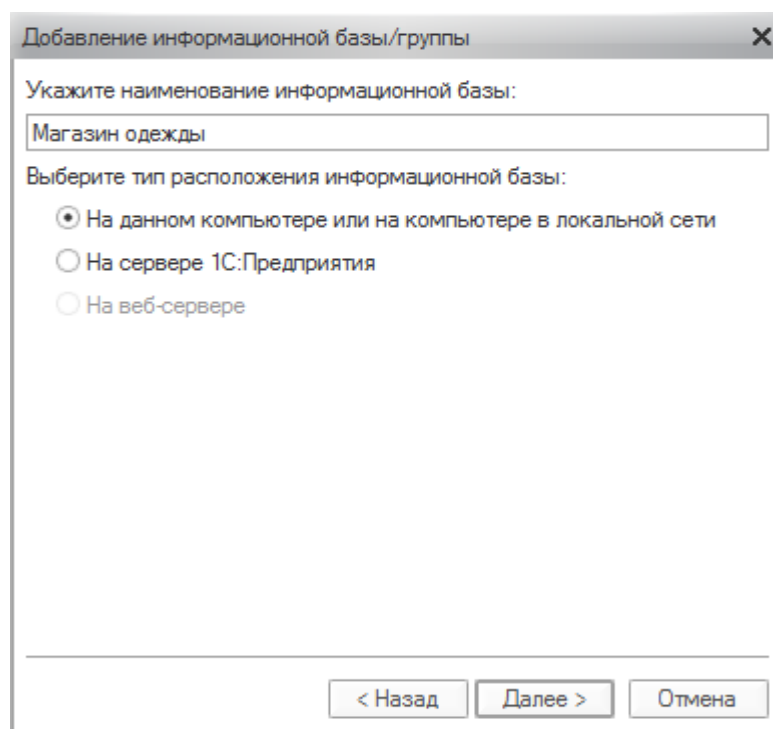 Добавление информационной базы/группы
Укажите наименование информационной базы:
Магазин одежды
Выберите тип расположения информационной базы:
На данном компьютере или на компьютере в локальной сети
На сервере 1С:Предприятия
На веб-сервере
< Назад Далее > Отмена